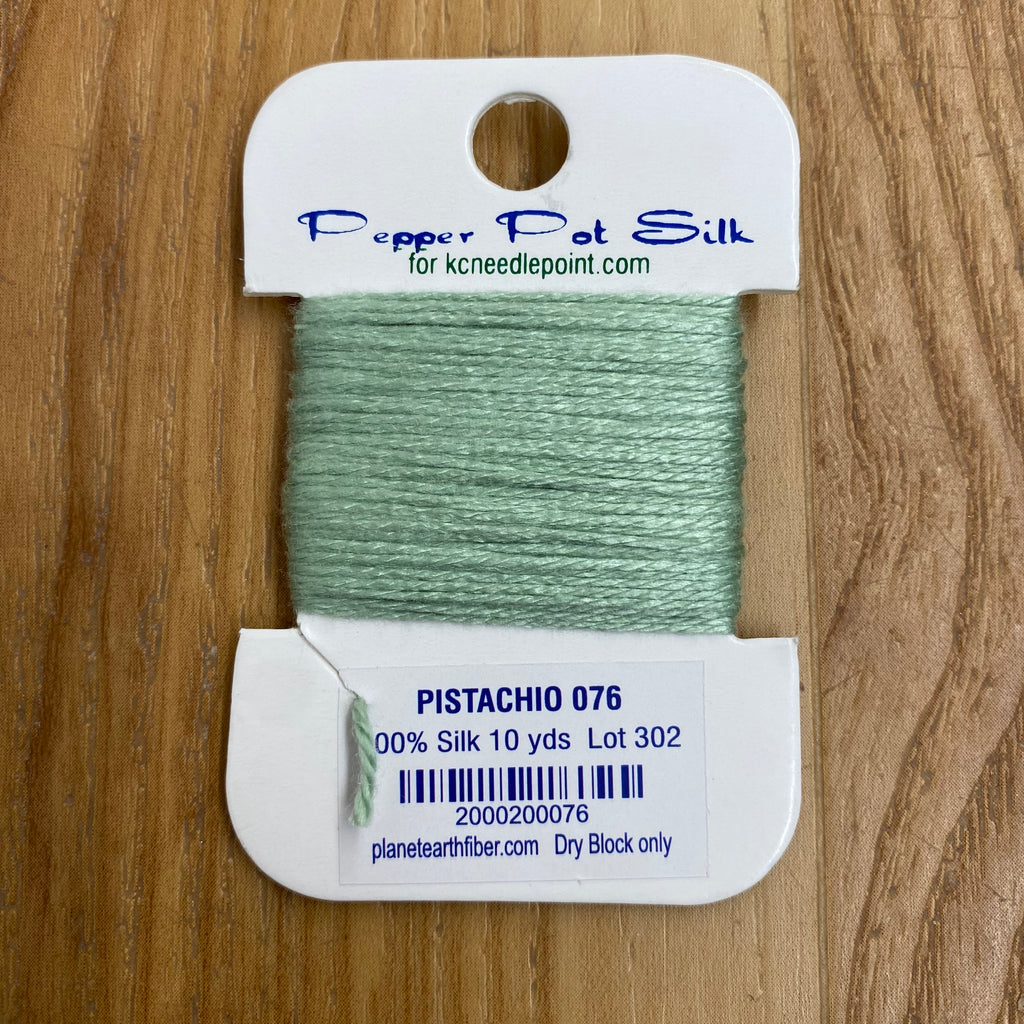 Pepper Pot Silk
for kcneedlepoint.com
PISTACHIO 076
00% Silk 10 yds Lot 302
2000200076
planetearthfiber.com Dry Block only